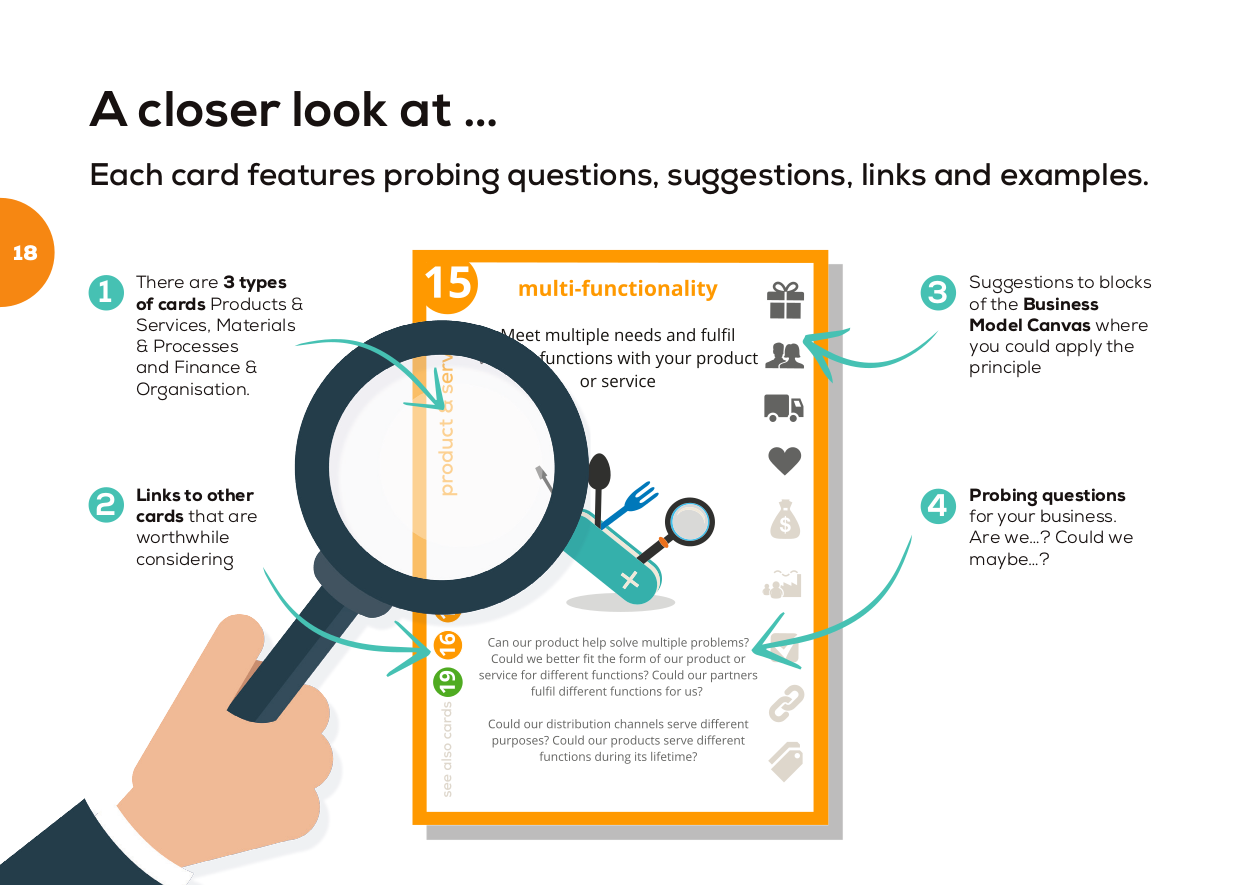 A closer look at ...
Each card features probing questions, suggestions, links and examples.
18
1
There are 3 types
of cards Products &
Services, Materials
& Processes
and Finance &
Organisation.
2
Links to other
cards that are
worthwhile
considering
15
multi-functionality
Meet multiple needs and fulfil
functions with your product
or service
product & serv
$
16
19
see also cards
Can our product help solve multiple problems?
Could we better fit the form of our product or
service for different functions? Could our partners
fulfil different functions for us?
Could our distribution channels serve different
purposes? Could our products serve different
functions during its lifetime?
3
Suggestions to blocks
of the Business
Model Canvas where
you could apply the
principle
4
Probing questions
for your business.
Are we...? Could we
maybe...?